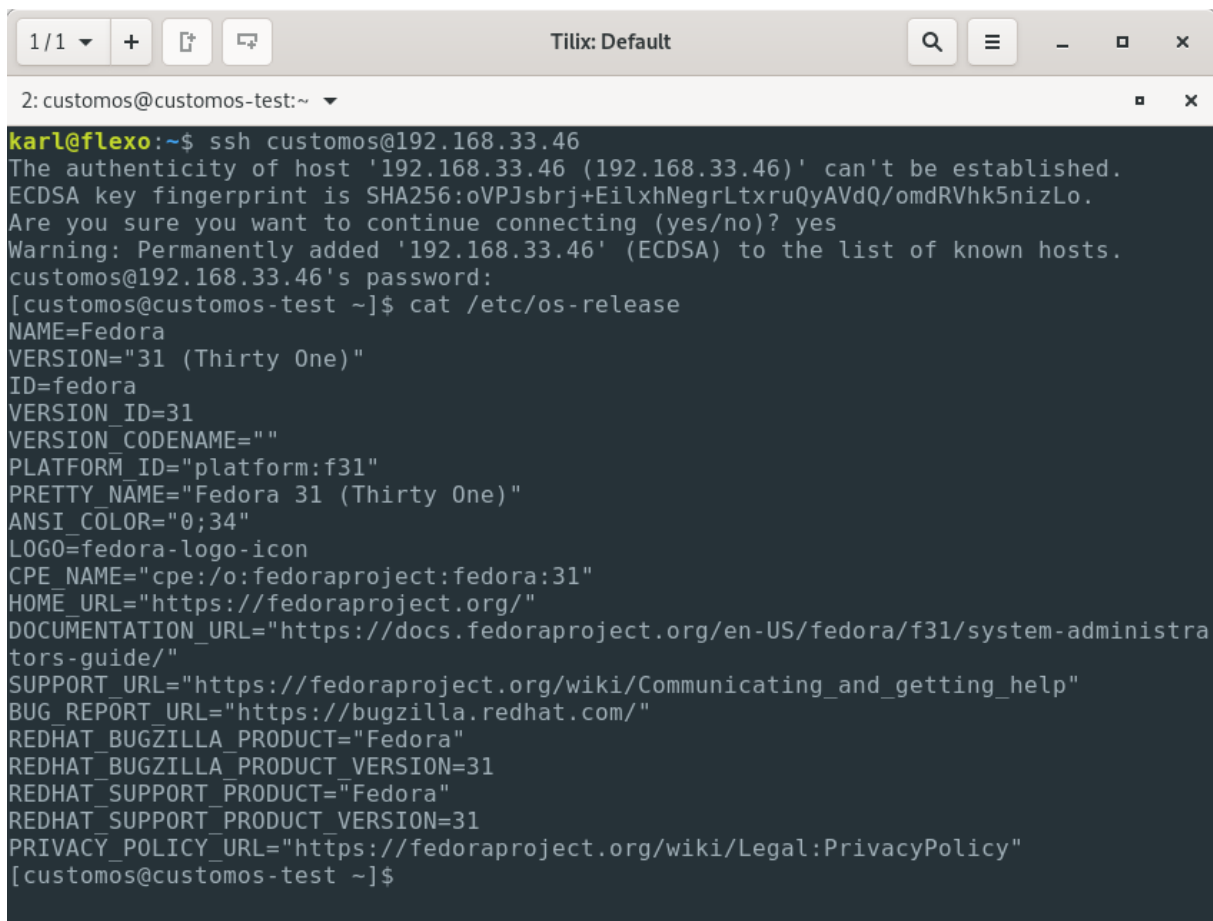 1 / 1
Tilix: Default
2: customos@customos-test:~
karl@flexo:~$ ssh customos@192.168.33.46
The authenticity of host '192.168.33.46 (192.168.33.46)' can't be established.
ECDSA key fingerprint is SHA256:oVPJsbrj+EilxhNegrLtxruQyAVdQ/omdRVhk5nizLo.
Are you sure you want to continue connecting (yes/no)? yes
Warning: Permanently added '192.168.33.46' (ECDSA) to the list of known hosts.
customos@192.168.33.46's password:
[customos@customos-test ~]$ cat /etc/os-release
NAME=Fedora
VERSION="31 (Thirty One)"
ID=fedora
VERSION_ID=31
VERSION_CODENAME=""
PLATFORM_ID="platform:f31"
PRETTY_NAME="Fedora 31 (Thirty One)"
ANSI_COLOR="0;34"
LOGO=fedora-logo-icon
CPE_NAME="cpe:/o:fedoraproject:fedora:31"
HOME_URL="https://fedoraproject.org/"
DOCUMENTATION_URL="https://docs.fedoraproject.org/en-US/fedora/f31/system-administra
tors-guide/"
SUPPORT_URL="https://fedoraproject.org/wiki/Communicating_and_getting_help"
BUG_REPORT_URL="https://bugzilla.redhat.com/"
REDHAT_BUGZILLA_PRODUCT="Fedora"
REDHAT_BUGZILLA_PRODUCT_VERSION=31
REDHAT_SUPPORT_PRODUCT="Fedora"
REDHAT_SUPPORT_PRODUCT_VERSION=31
PRIVACY_POLICY_URL="https://fedoraproject.org/wiki/Legal:PrivacyPolicy"
[customos@customos-test ~]$